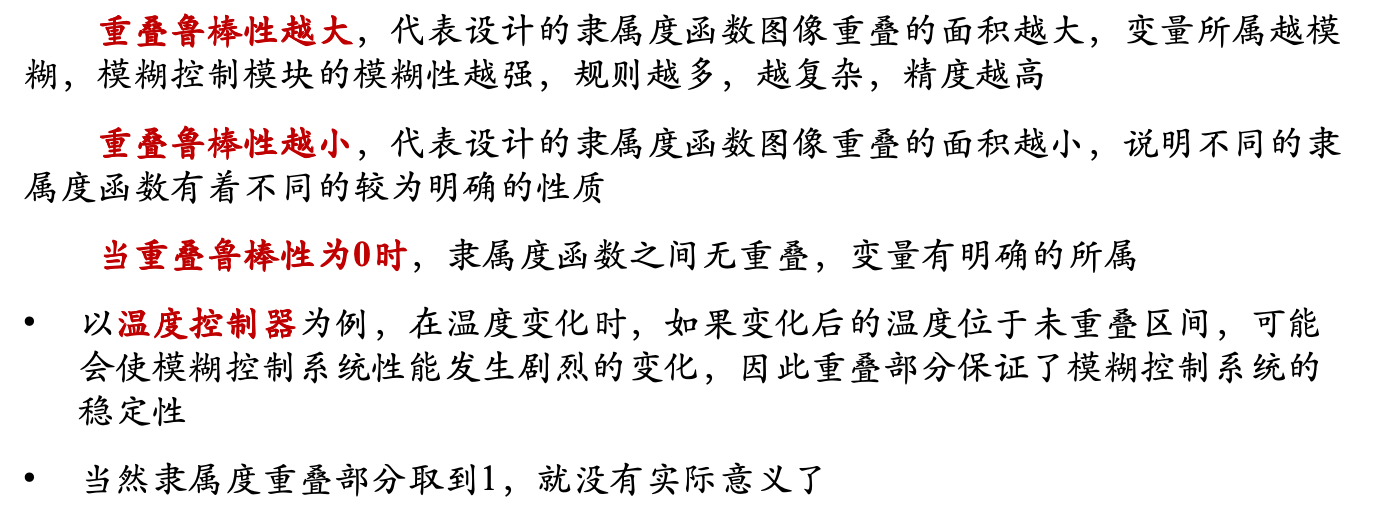 重叠鲁棒性越大，代表设计的隶属度函数图像重叠的面积越大，变量所属越模
糊，模糊控制模块的模糊性越强，规则越多，越复杂，精度越高
重叠鲁棒性越小，代表设计的隶属度函数图像重叠的面积越小，说明不同的隶
属度函数有着不同的较为明确的性质
当重叠鲁棒性为0时，隶属度函数之间无重叠，变量有明确的所属
• 以温度控制器为例，在温度变化时，如果变化后的温度位于未重叠区间，可能
会使模糊控制系统性能发生剧烈的变化，因此重叠部分保证了模糊控制系统的
稳定性
• 当然隶属度重叠部分取到1，就没有实际意义了